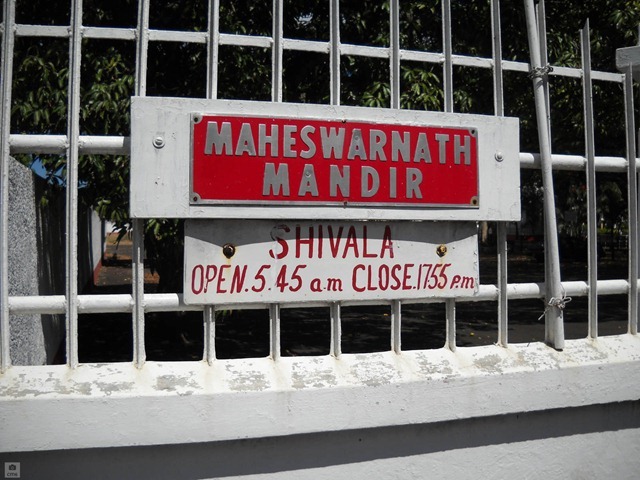 MAHESWARNATH
MANDIR
SHIVALA
OPEN.5.45 a.m CLOSE.17.55 P.m